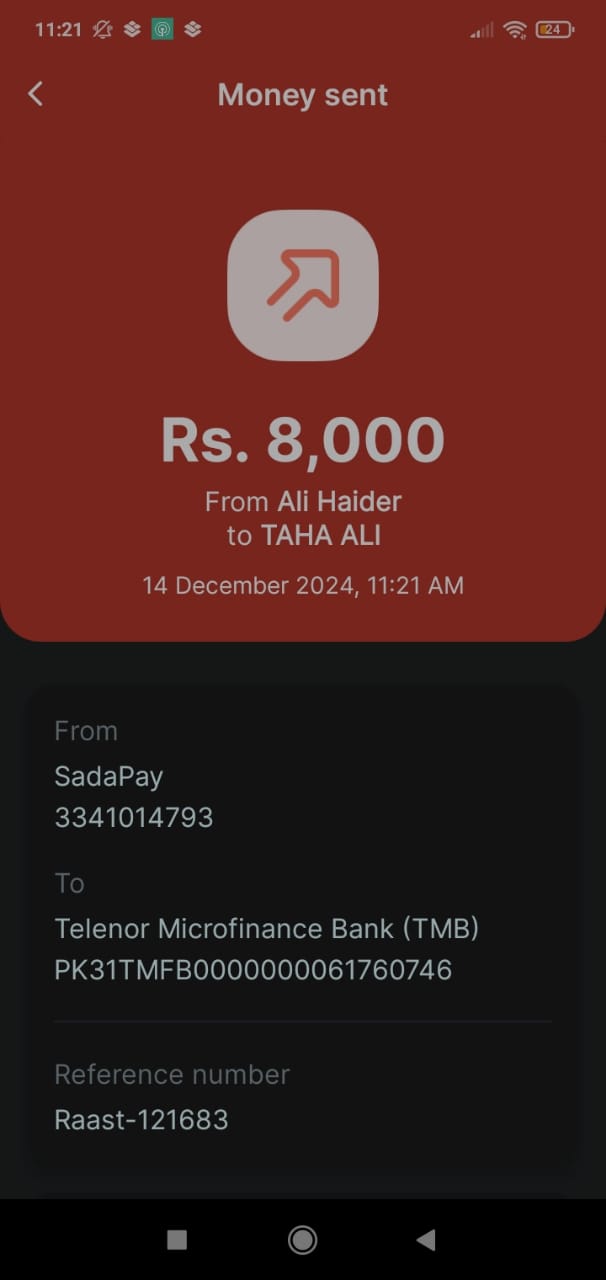 11:21
24
Money sent
Rs. 8,000
From Ali Haider
to TAHA ALI
14 December 2024, 11:21 AM
From
SadaPay
3341014793
To
Telenor Microfinance Bank (TMB)
PK31TMFB0000000061760746
Reference number
Raast-121683